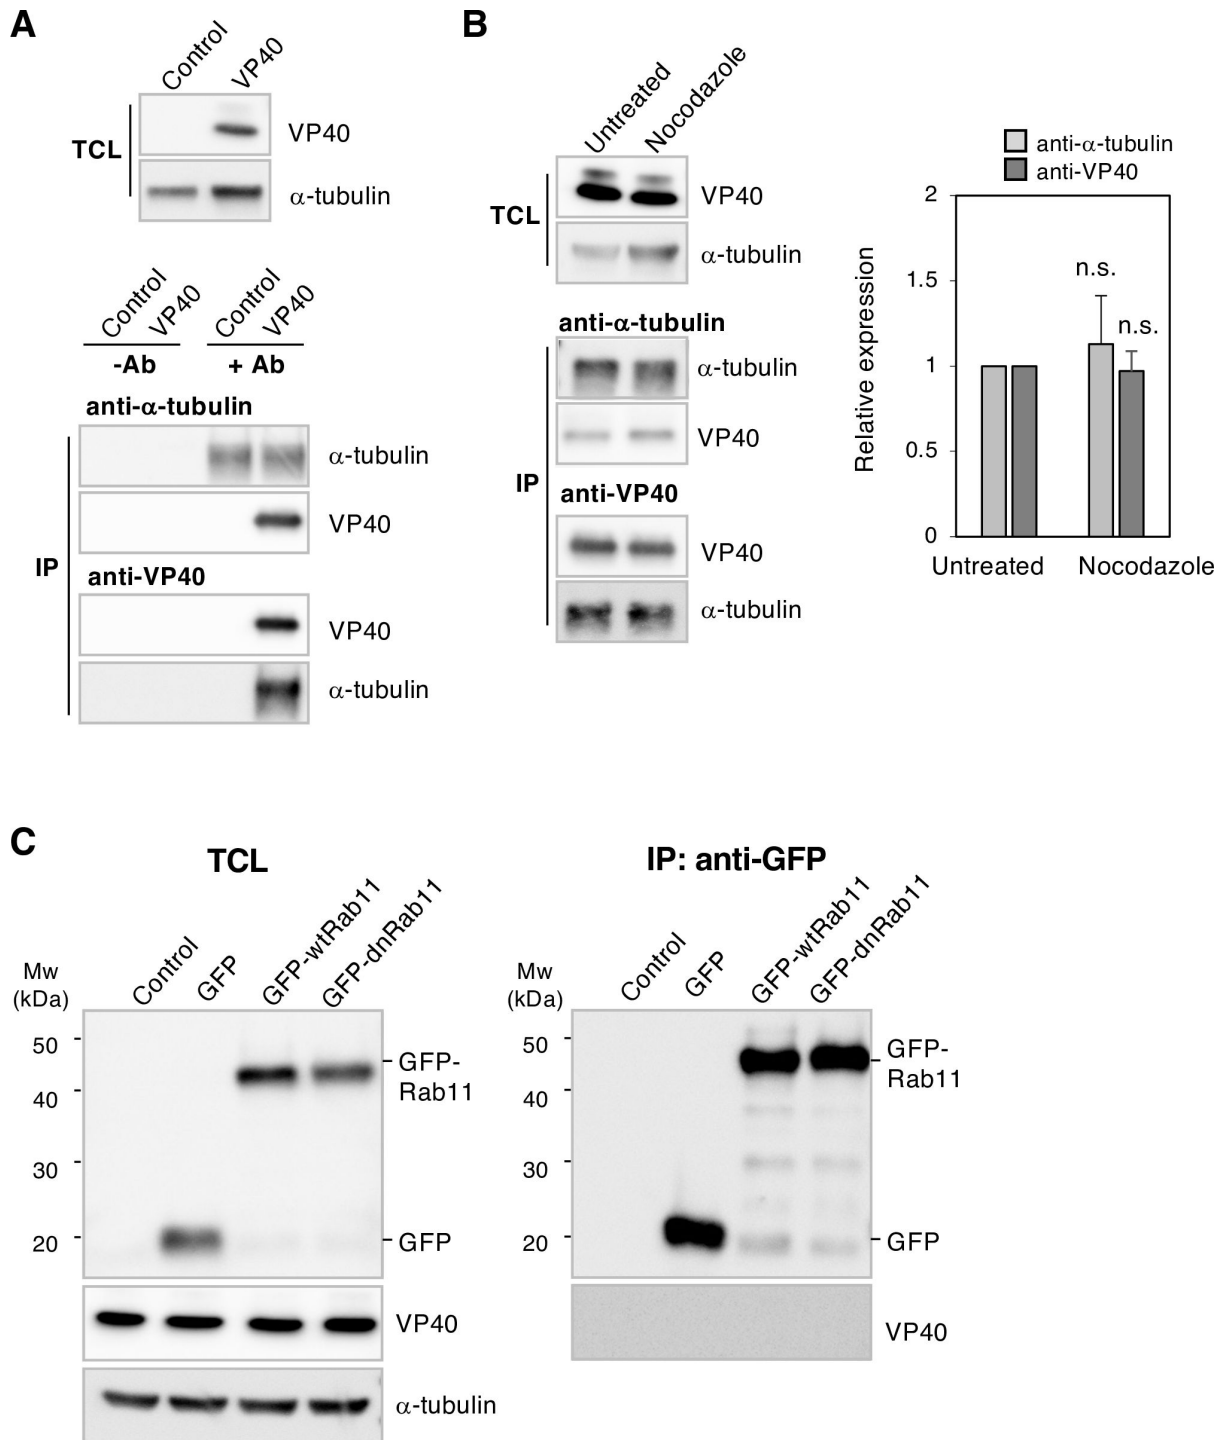 A
Control
VP40
TCL
VP40
α-tubulin
Control
VP40
Control
VP40
-Ab
+ Ab
anti-α-tubulin
α-tubulin
VP40
IP
anti-VP40
VP40
α-tubulin
B
Untreated
Nocodazole
TCL
VP40
α-tubulin
anti-α-tubulin
α-tubulin
VP40
IP
anti-VP40
VP40
α-tubulin
anti-α-tubulin
anti-VP40
Relative expression
2
1.5
1
0.5
0
n.s.
n.s.
Untreated
Nocodazole
C
TCL
Control
GFP
GFP-wtRab11
GFP-dnRab11
Mw
(kDa)
50
40
30
20
GFP-
Rab11
GFP
VP40
α-tubulin
IP: anti-GFP
Control
GFP
GFP-wtRab11
GFP-dnRab11
Mw
(kDa)
50
40
30
20
GFP-
Rab11
GFP
VP40